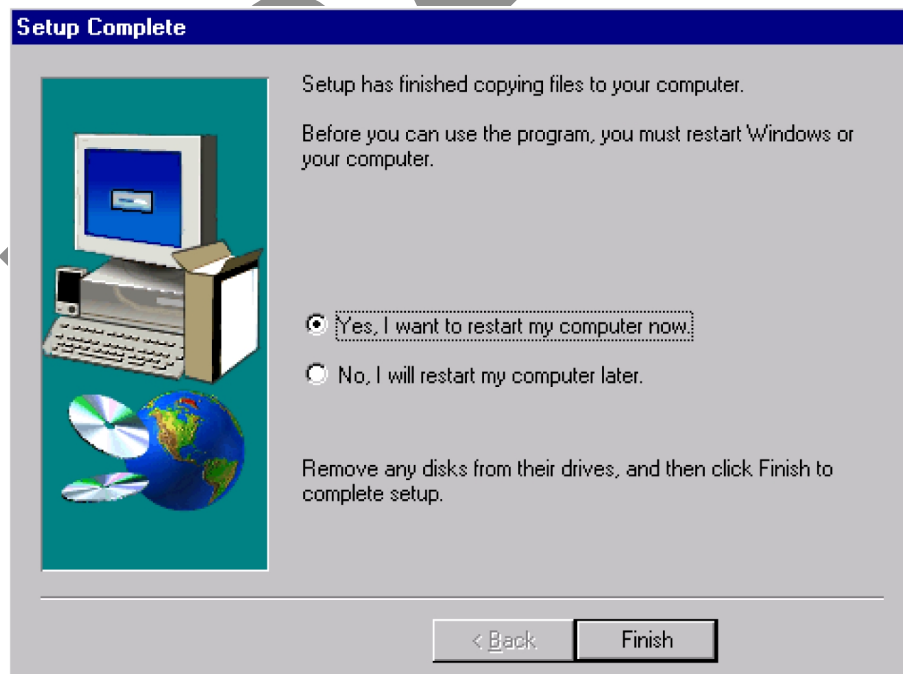 Setup Complete
Setup has finished copying files to your computer.
Before you can use the program, you must restart Windows or
your computer.
Yes, I want to restart my computer now.
No, I will restart my computer later.
Remove any disks from their drives, and then click Finish to
complete setup.
< Back
Finish